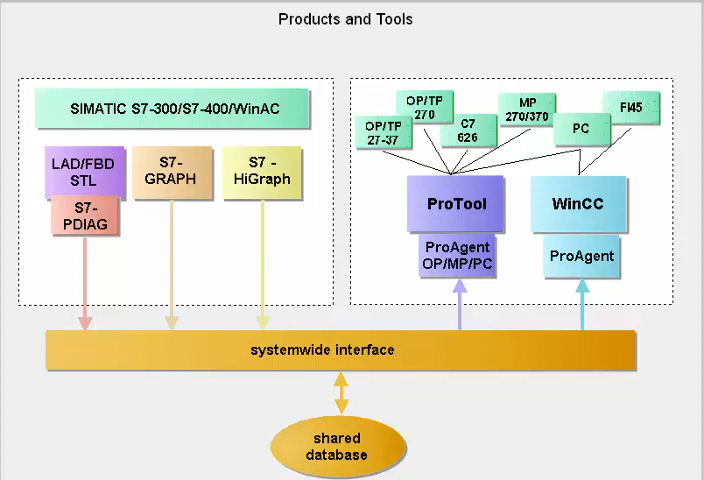 Products and Tools
SIMATIC S7-300/S7-400/WinAC
LAD/FBD
STL
S7-
PDIAG
S7-
GRAPH
S7 -
HiGraph
OP/TP
27-37
OP/TP
270
C7
626
MP
270/370
PC
FI45
ProTool
ProAgent
OP/MP/PC
WinCC
ProAgent
systemwide interface
shared
database